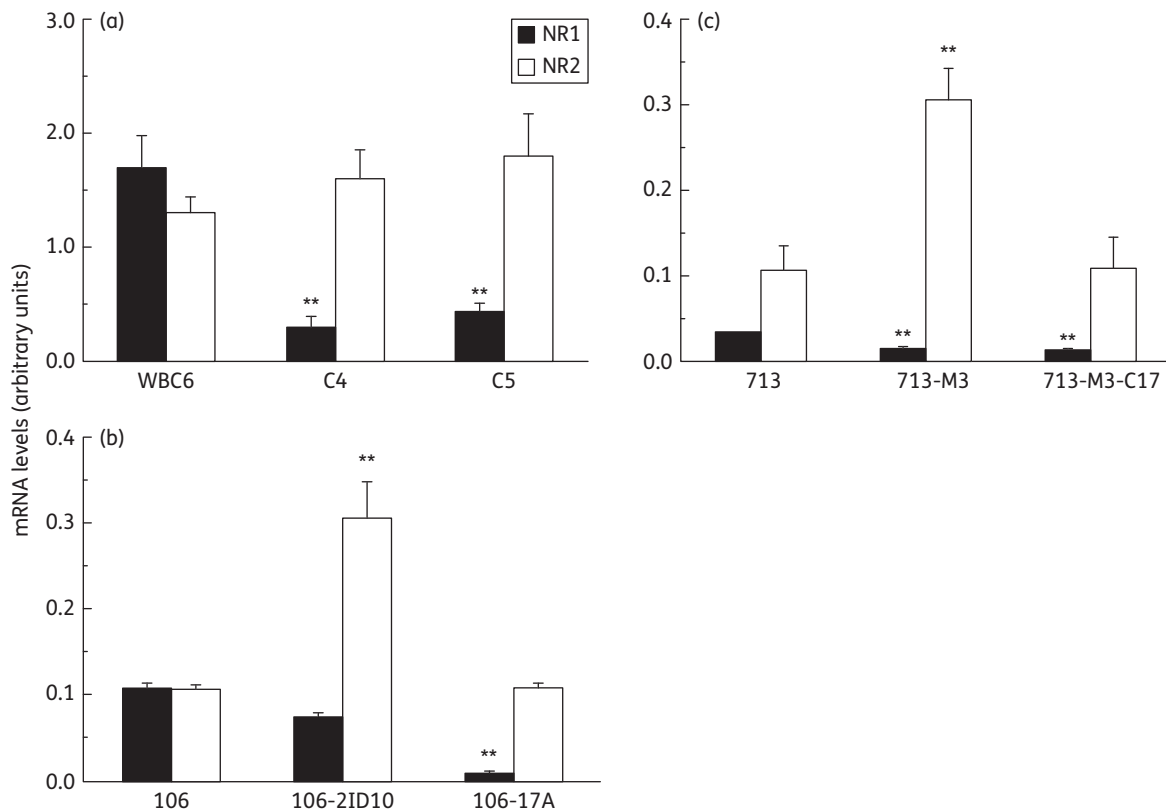 (a)
NR1
NR2
3.0
2.0
1.0
0.0
**
**
WBC6 C4 C5
(c)
0.4
0.3
0.2
0.1
0.0
**
**
**
713 713-M3 713-M3-C17
mRNA levels (arbitrary units)
(b)
0.4
0.3
0.2
0.1
0.0
**
**
106 106-2ID10 106-17A